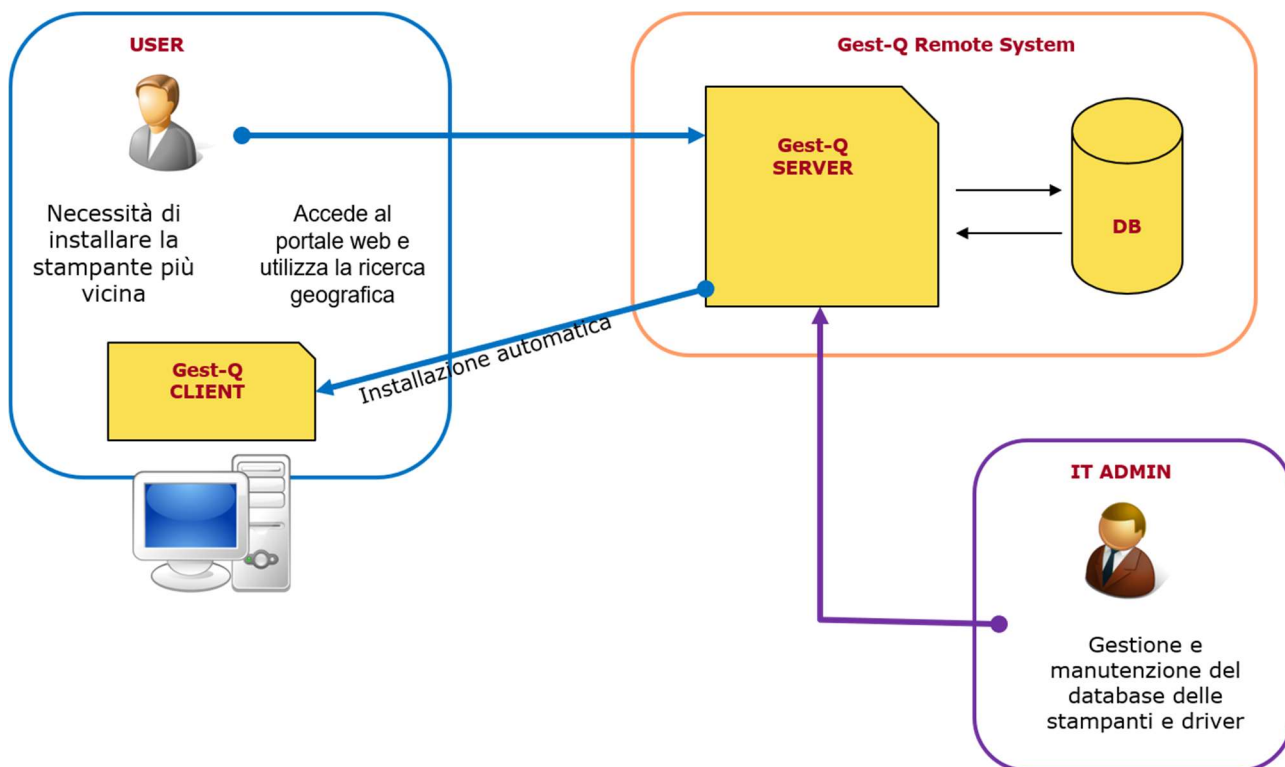 USER
Necessità di
installare la
stampante più
vicina
Accede al
portale web e
utilizza la ricerca
geografica
Gest-Q
CLIENT
Installazione automatica
Gest-Q Remote System
Gest-Q
SERVER
DB
IT ADMIN
Gestione e
manutenzione del
database delle
stampanti e driver